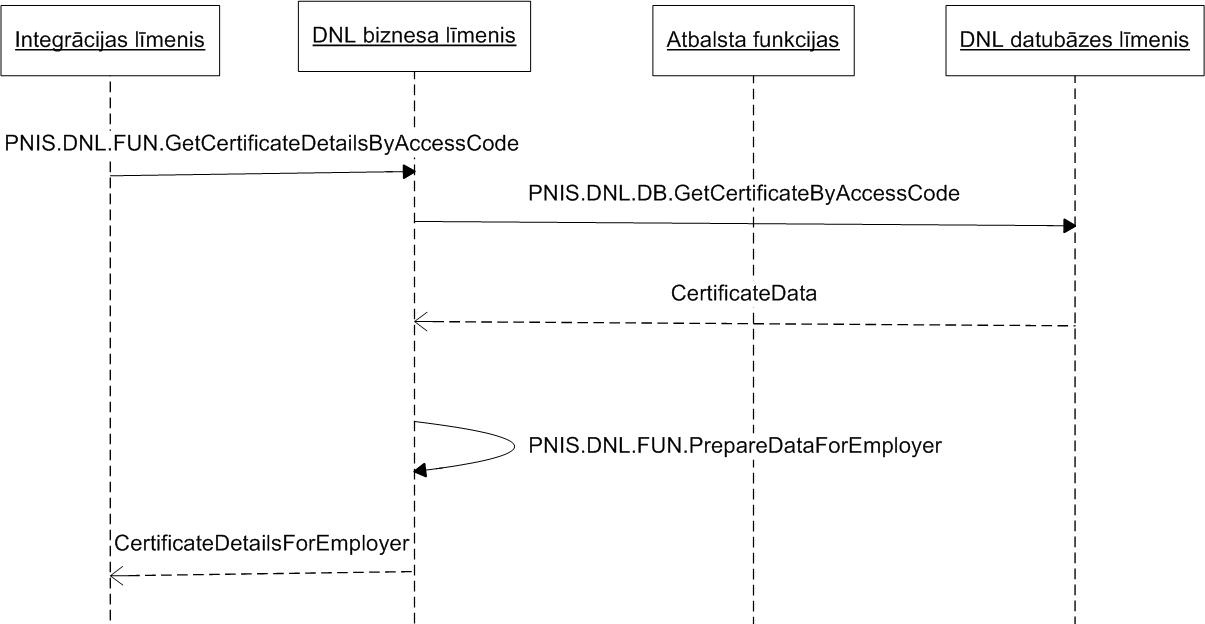 Integrācijas līmenis
DNL biznesa līmenis
Atbalsta funkcijas
DNL datubāzes līmenis
PNIS.DNL.FUN.GetCertificateDetailsByAccessCode
PNIS.DNL.DB.GetCertificateByAccessCode
CertificateData
PNIS.DNL.FUN.PrepareDataForEmployer
CertificateDetailsForEmployer